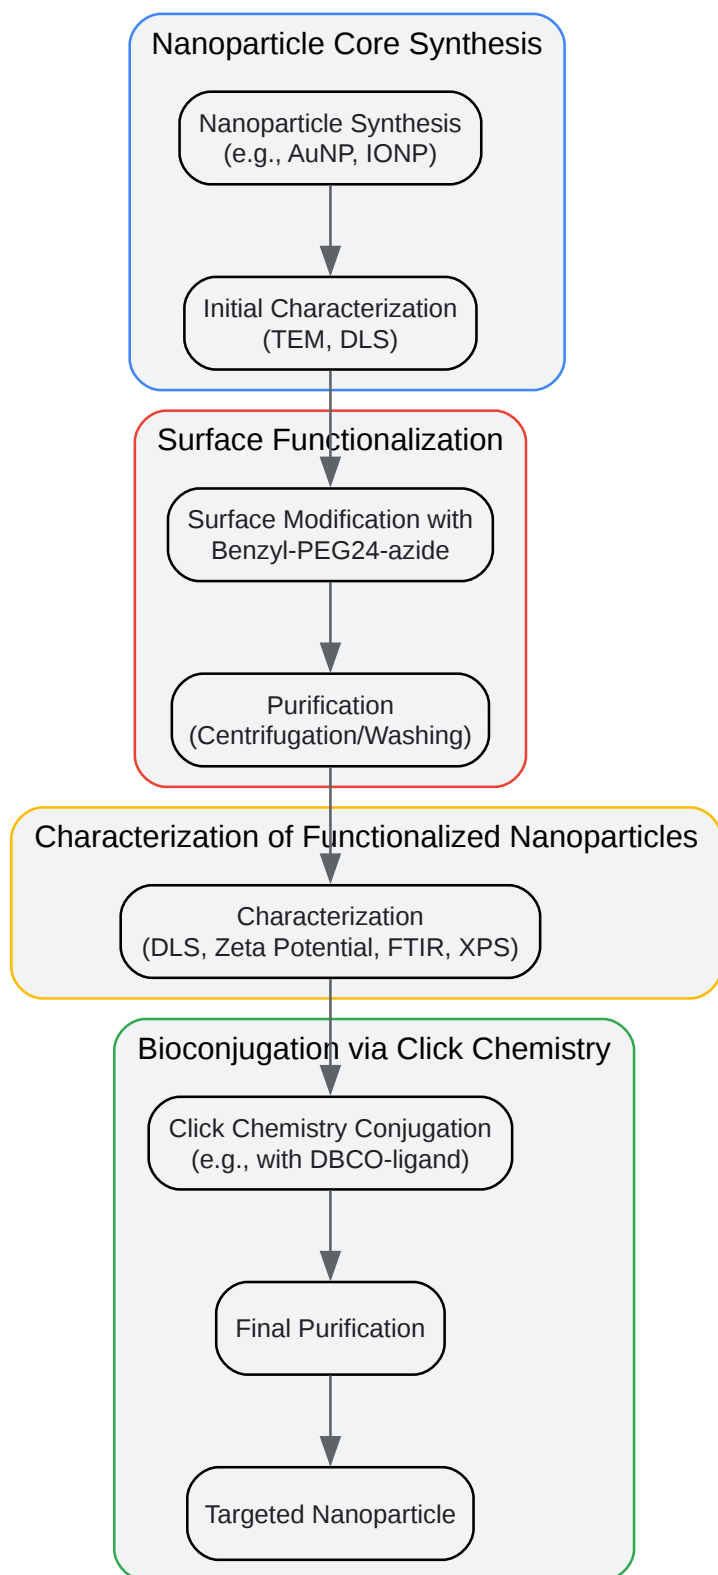 Nanoparticle Core Synthesis
Nanoparticle Synthesis
(e.g., AuNP, IONP)
Initial Characterization
(TEM, DLS)
Surface Functionalization
Surface Modification with
Benzyl-PEG24-azide
Purification
(Centrifugation/Washing)
Characterization of Functionalized Nanoparticles
Characterization
(DLS, Zeta Potential, FTIR, XPS)
Bioconjugation via Click Chemistry
Click Chemistry Conjugation
(e.g., with DBCO-ligand)
Final Purification
Targeted Nanoparticle